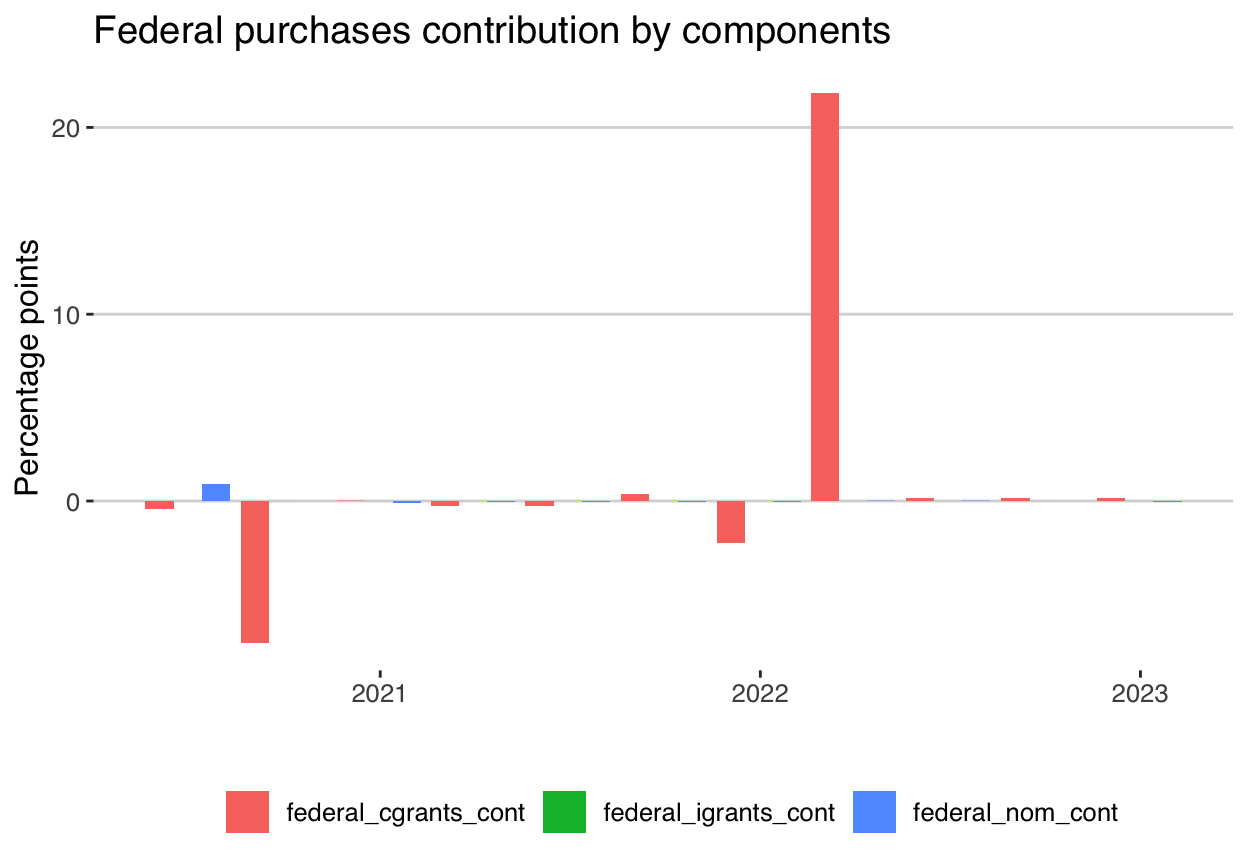 Federal purchases contribution by components
Percentage points
20
10
0
2021 2022 2023
federal_cgrants_cont federal_igrants_cont federal_nom_cont